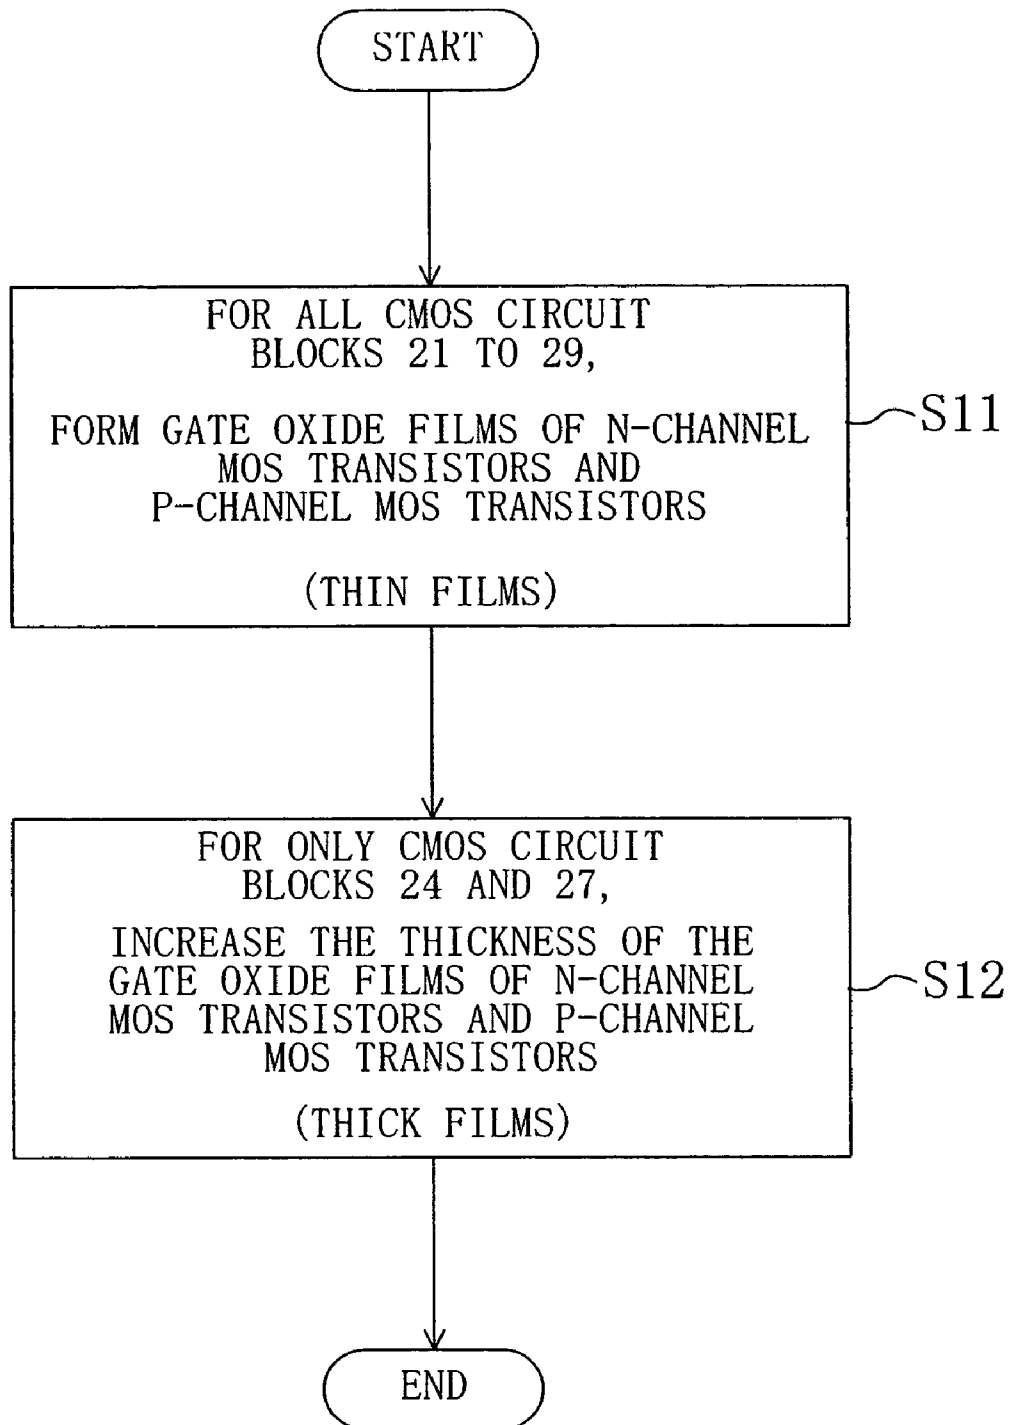 START
FOR ALL CMOS CIRCUIT
BLOCKS 21 TO 29,
FORM GATE OXIDE FILMS OF N-CHANNEL
MOS TRANSISTORS AND
P-CHANNEL MOS TRANSISTORS
(THIN FILMS)
S11
FOR ONLY CMOS CIRCUIT
BLOCKS 24 AND 27,
INCREASE THE THICKNESS OF THE
GATE OXIDE FILMS OF N-CHANNEL
MOS TRANSISTORS AND P-CHANNEL
MOS TRANSISTORS
(THICK FILMS)
S12
END